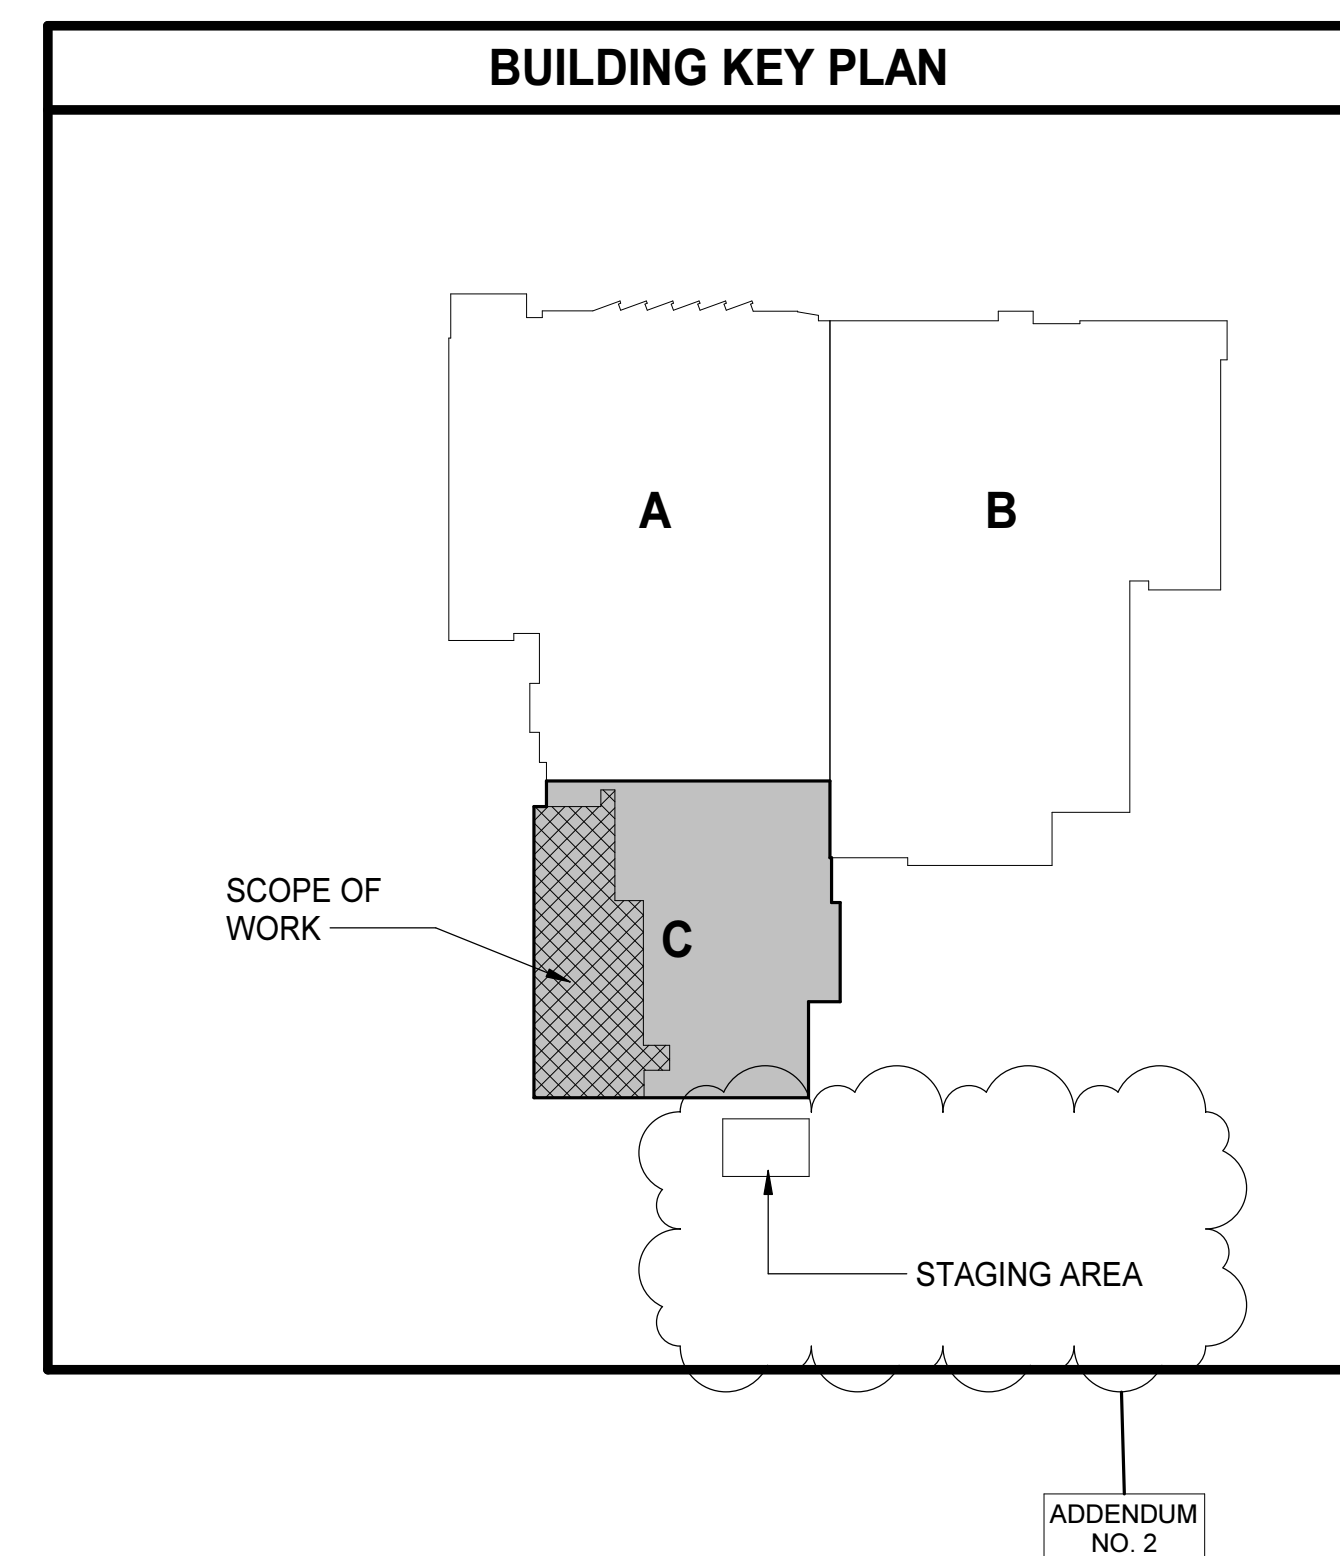 BUILDING KEY PLAN
A
B
SCOPE OF
WORK
C
STAGING AREA
ADDENDUM
NO. 2